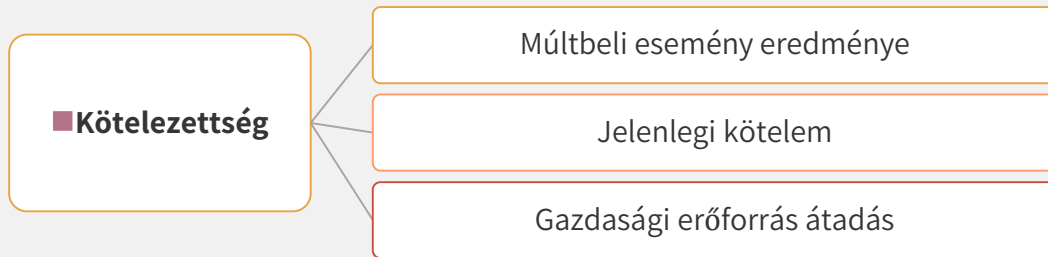 Kötelezettség
Múltbeli esemény eredménye
Jelenlegi kötelem
Gazdasági erőforrás átadás